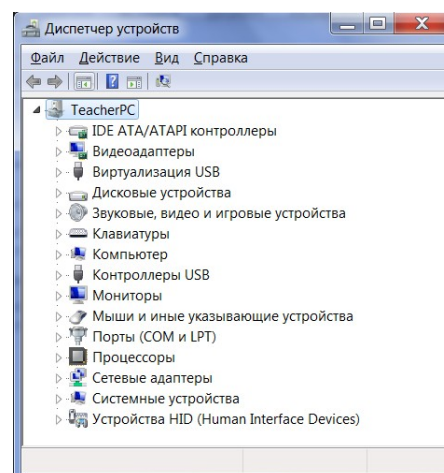 Диспетчер устройств
Файл Действие Вид Справка
TeacherPC
IDE ATA/ATAPI контроллеры
Видеоадаптеры
Виртуализация USB
Дисковые устройства
Звуковые, видео и игровые устройства
Клавиатуры
Компьютер
Контроллеры USB
Мониторы
Мыши и иные указывающие устройства
Порты (COM и LPT)
Процессоры
Сетевые адаптеры
Системные устройства
Устройства HID (Human Interface Devices)